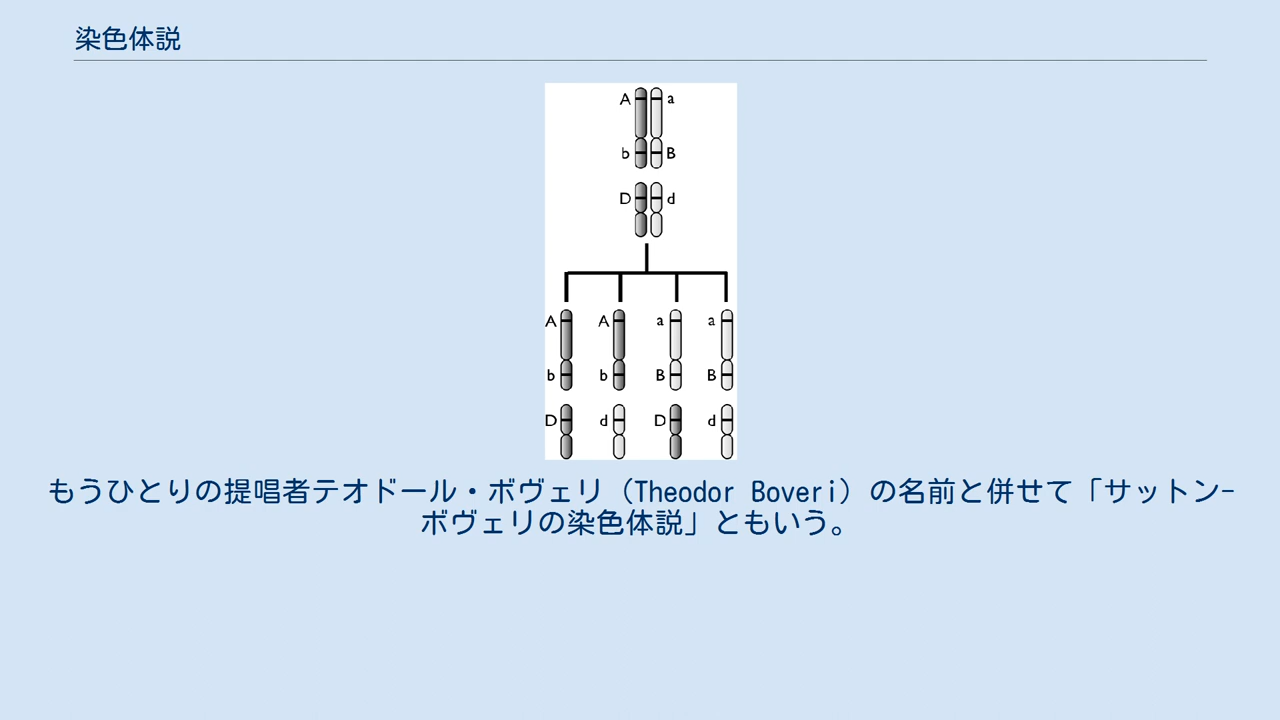 染色体説
A a
b B
D d
A A a a
b b B B
D d D d
もうひとりの提唱者テオドール・ボヴェリ（Theodor Boveri）の名前と併せて「サットン-
ボヴェリの染色体説」ともいう。